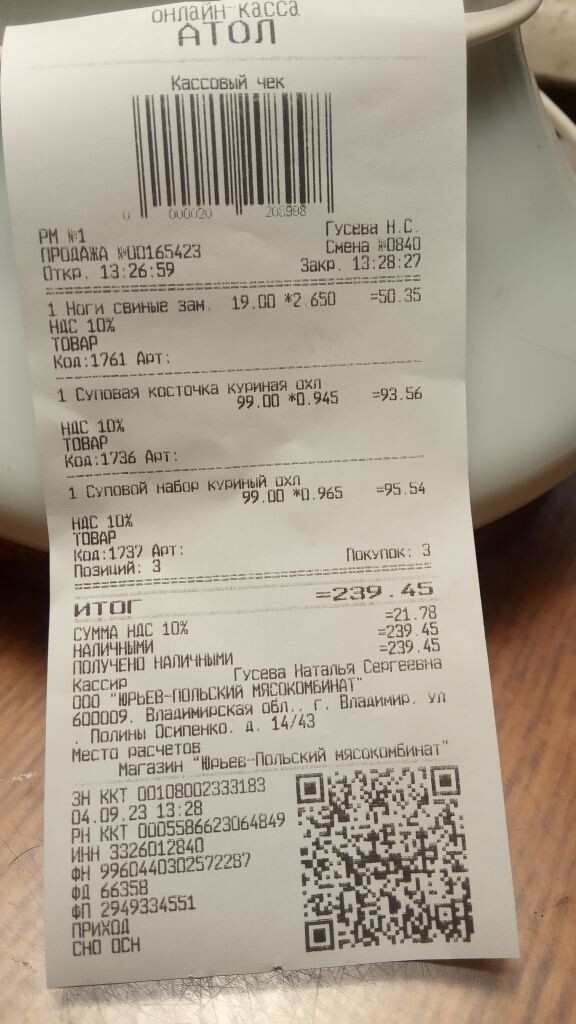 онлайн-касса
АТОЛ
Кассовый чек
0 000020 208998
РМ №1 Гусева Н.С.
ПРОДАЖА №00165423 Смена №0840
Откр. 13:26:59 Закр. 13:28:27
1 Ноги свиные зам. 19.00 *2.650 =50.35
НДС 10%
ТОВАР
Код:1761 Арт:
1 Суповая косточка куриная охл
99.00 *0.945 =93.56
НДС 10%
ТОВАР
Код:1736 Арт:
1 Суповой набор куриный охл
99.00 *0.965 =95.54
НДС 10%
ТОВАР
Код:1737 Арт:
Позиций: 3 Покупок: 3
ИТОГ =239.45
СУММА НДС 10% =21.78
НАЛИЧНЫМИ =239.45
ПОЛУЧЕНО НАЛИЧНЫМИ =239.45
Кассир Гусева Наталья Сергеевна
ООО "ЮРЬЕВ-ПОЛЬСКИЙ МЯСОКОМБИНАТ"
600009, Владимирская обл., г. Владимир, ул
. Полины Осипенко, д. 14/43
Место расчетов
Магазин "Юрьев-Польский мясокомбинат"
ЗН ККТ 00108002333183
04.09.23 13:28
РН ККТ 0005586623064849
ИНН 3326012840
ФН 9960440302572287
ФД 66358
ФП 2949334551
ПРИХОД
СНО ОСН